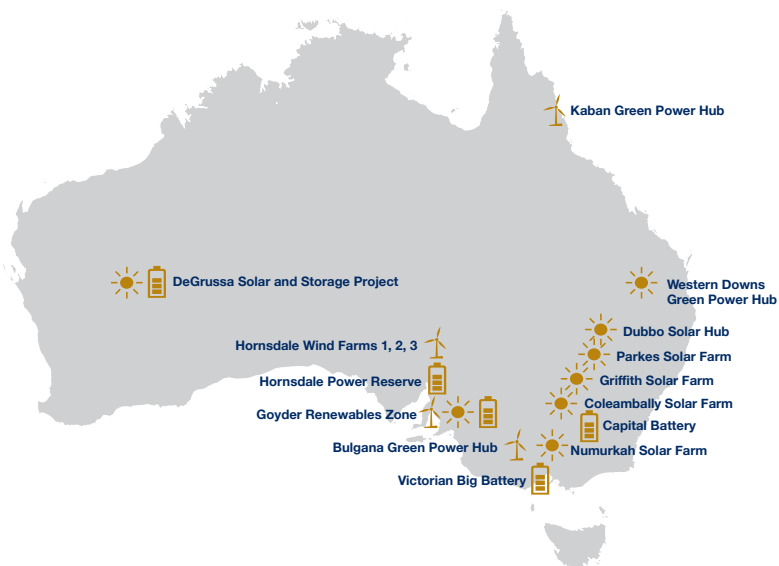 Kaban Green Power Hub
DeGrussa Solar and Storage Project
Western Downs
Green Power Hub
Dubbo Solar Hub
Hornsdale Wind Farms 1, 2, 3
Parkes Solar Farm
Hornsdale Power Reserve
Griffith Solar Farm
Coleambally Solar Farm
Goyder Renewables Zone
Capital Battery
Bulgana Green Power Hub
Numurkah Solar Farm
Victorian Big Battery